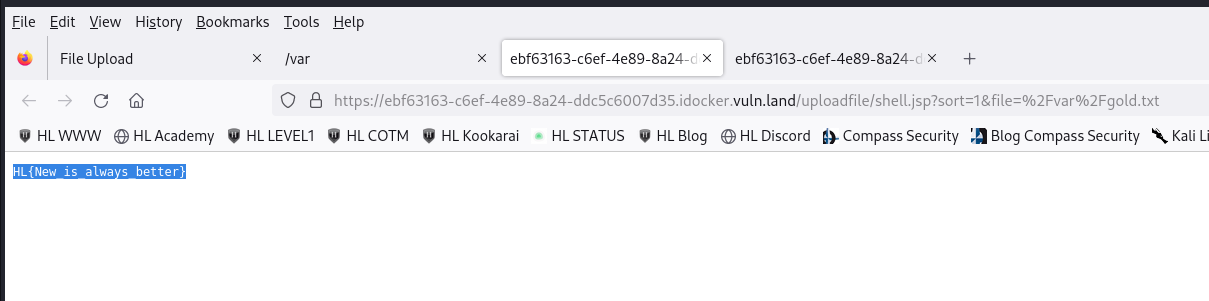 File Edit View History Bookmarks Tools Help
File Upload /var ebf63163-c6ef-4e89-8a24-d ebf63163-c6ef-4e89-8a24-d
https://ebf63163-c6ef-4e89-8a24-ddc5c6007d35.idocker.vuln.land/uploadfile/shell.jsp?sort=1&file=%2Fvar%2Fgold.txt
HL WWW HL Academy HL LEVEL1 HL COTM HL Kookarai HL STATUS HL Blog HL Discord Compass Security Blog Compass Security Kali Li
HL{New_is_always_better}